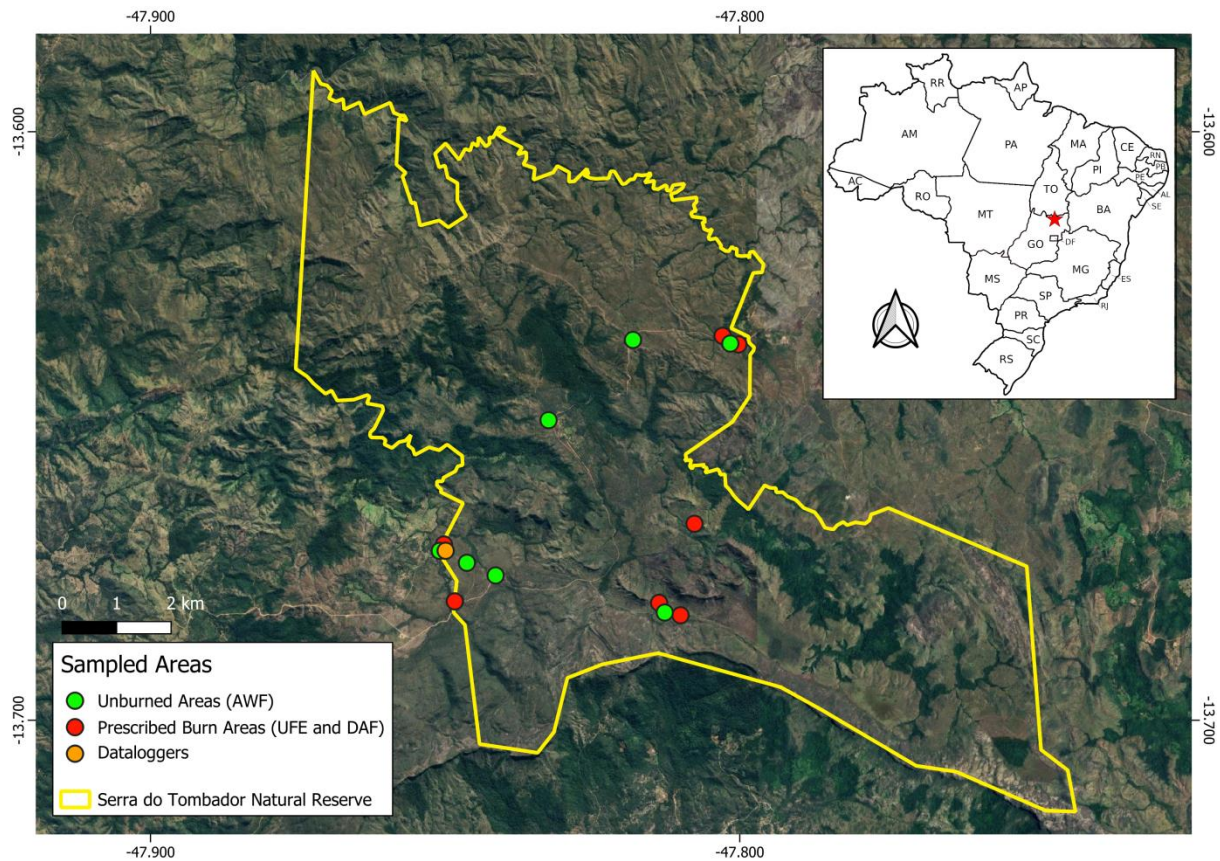 -47.900
-47.800
-13.600
-13.600
RR
AP
AM
PA
MA
CE
RN
PB
PI
PE
AC
TO
AL
RO
SE
BA
MT
GO
DF
MG
MS
ES
SP
RJ
PR
SC
RS
0 1 2 km
Sampled Areas
Unburned Areas (AWF)
Prescribed Burn Areas (UFE and DAF)
Dataloggers
Serra do Tombador Natural Reserve
-13.700
-13.700
-47.900
-47.800